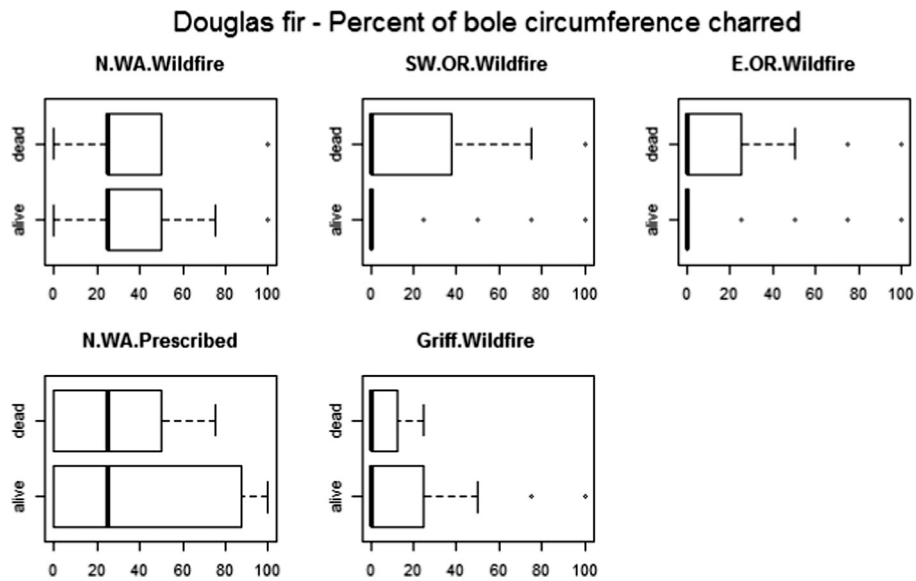 Douglas fir - Percent of bole circumference charred
N.WA.Wildfire
dead
alive
0 20 40 60 80 100
SW.OR.Wildfire
dead
alive
0 20 40 60 80 100
E.OR.Wildfire
dead
alive
0 20 40 60 80 100
N.WA.Prescribed
dead
alive
0 20 40 60 80 100
Griff.Wildfire
dead
alive
0 20 40 60 80 100